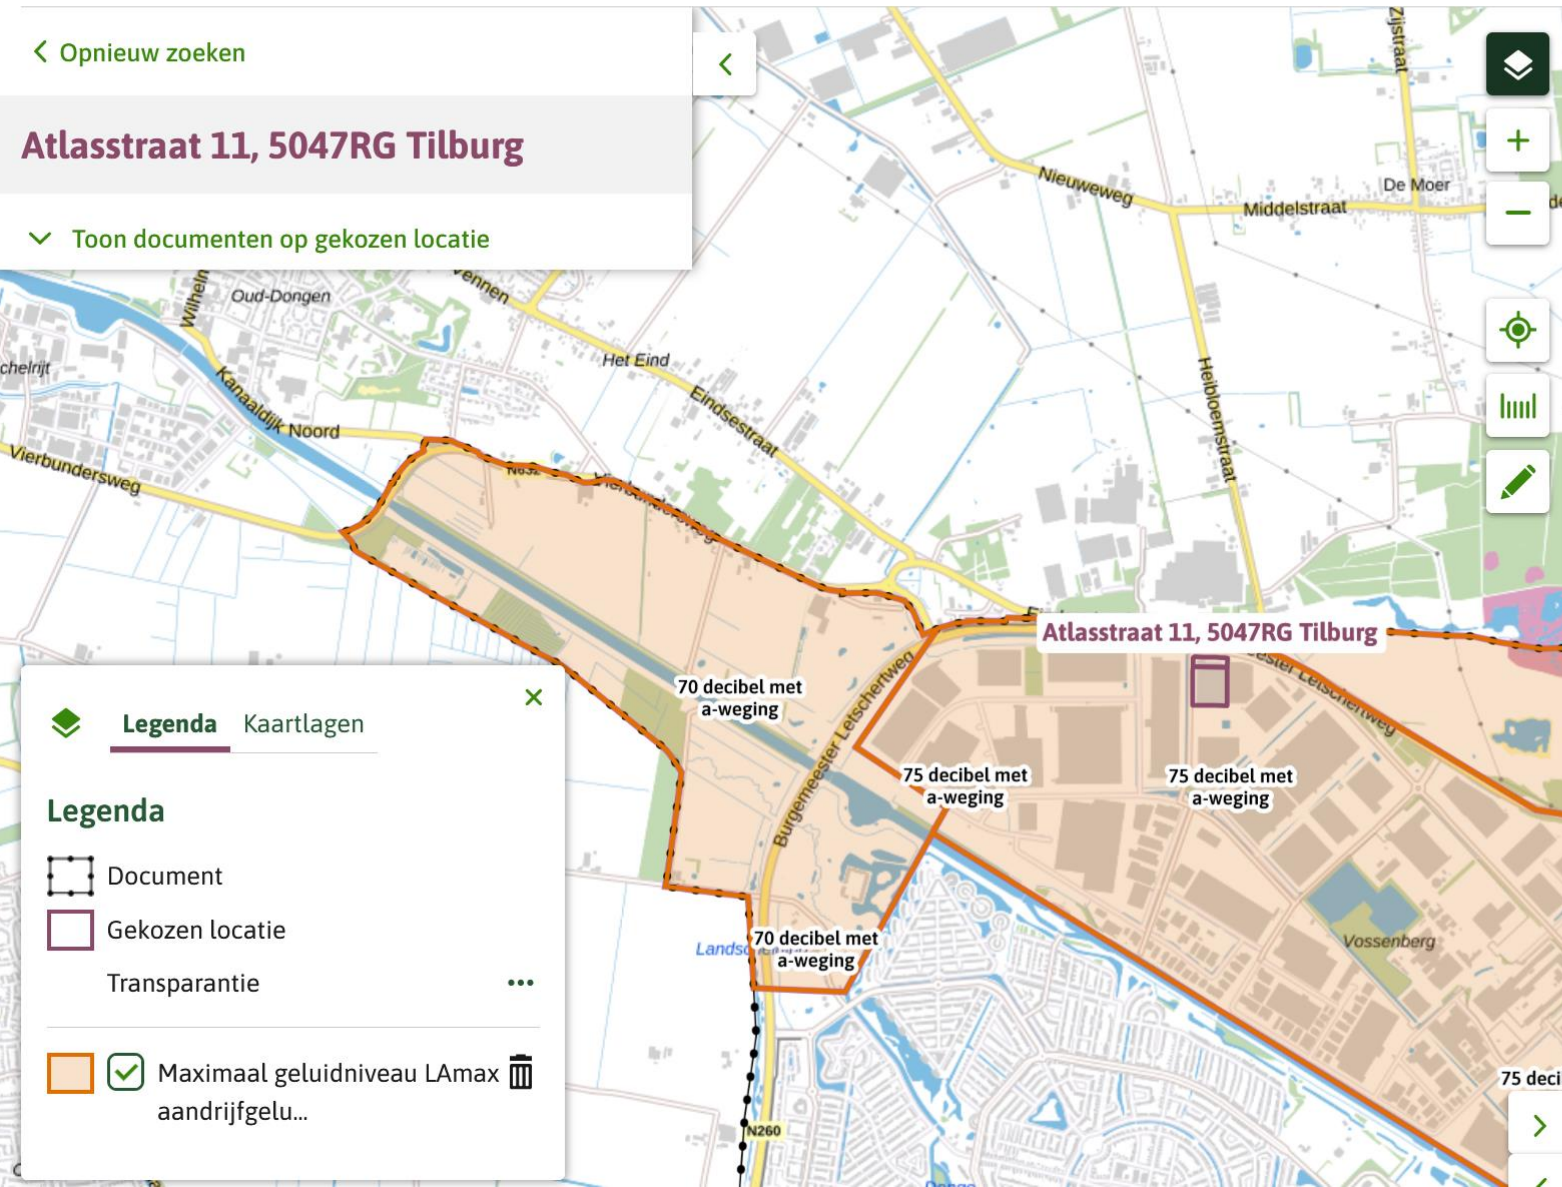 Opnieuw zoeken
Atlasstraat 11, 5047RG Tilburg
Toon documenten op gekozen locatie
Zijstraat
Nieuweweg
De Moer
Middelstraat
Oud-Dongen
Het Eind
Eindsestraat
Heibloemstraat
Kanaaldijk Noord
Vierbundersweg
N632
Vierbundersweg
Atlasstraat 11, 5047RG Tilburg
Burgemeester Letschertweg
70 decibel met
a-weging
75 decibel met
a-weging
75 decibel met
a-weging
70 decibel met
a-weging
Vossenberg
N260
Legenda
Kaartlagen
Legenda
Document
Gekozen locatie
Transparantie
Maximaal geluidniveau LAmax
aandrijfgelu...